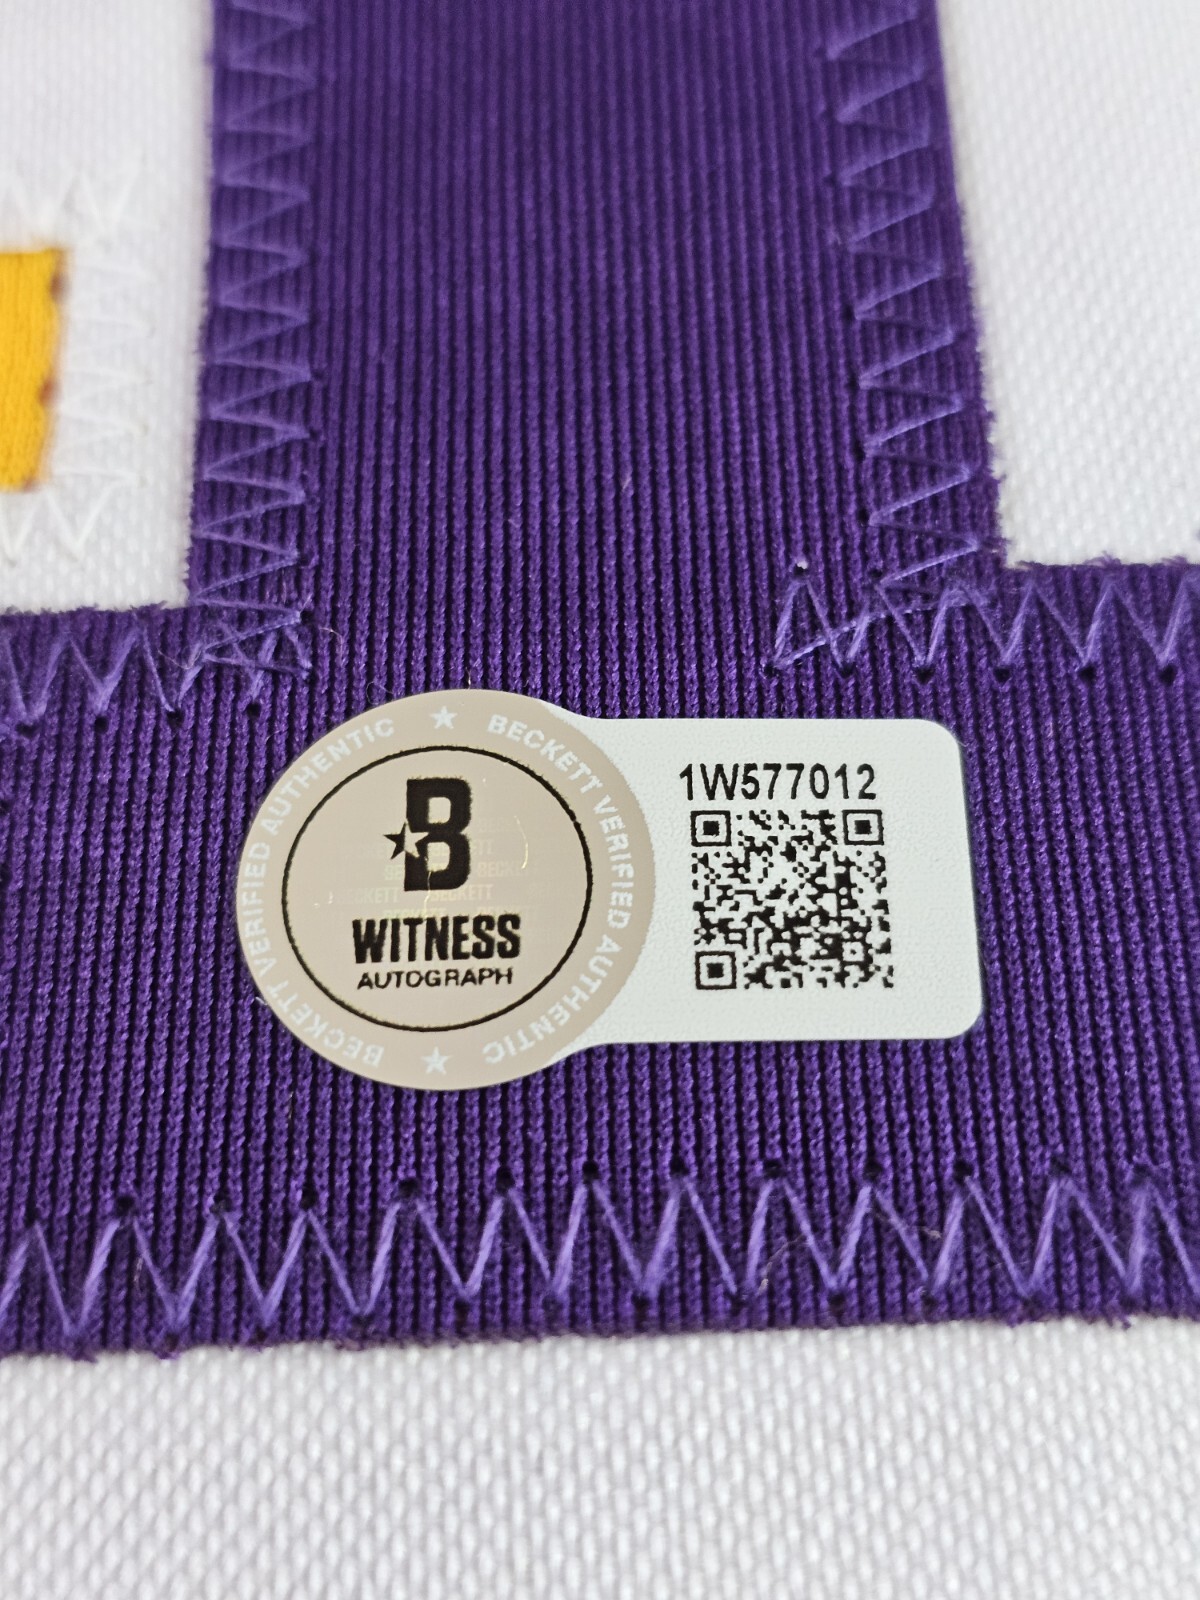 BECKETT VERIFIED AUTHENTIC ★ BECKETT VERIFIED AUTHENTIC ★
B
WITNESS
AUTOGRAPH
1W577012